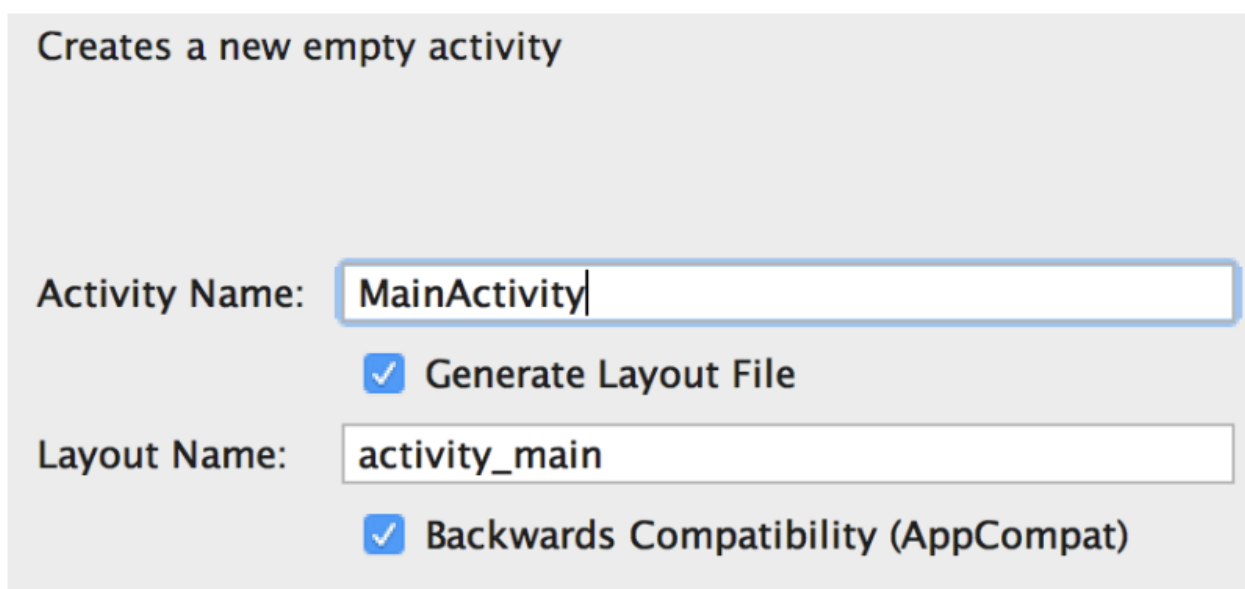 Creates a new empty activity
Activity Name: MainActivity
Generate Layout File
Layout Name: activity_main
Backwards Compatibility (AppCompat)